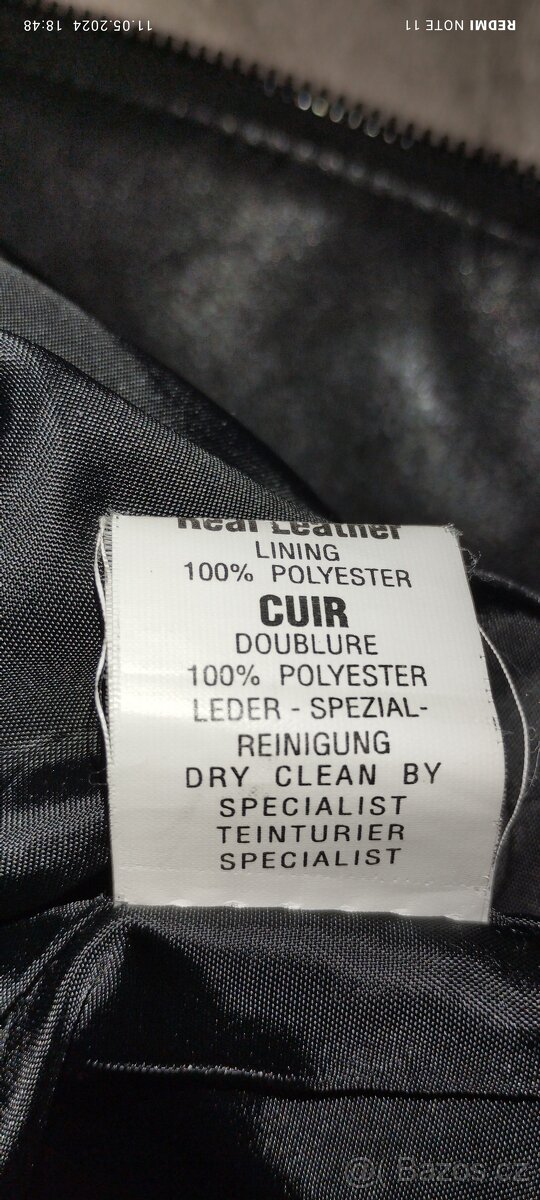 REDMI NOTE 11
11.05.2024 18:48
Real Leather
LINING
100% POLYESTER
CUIR
DOUBLURE
100% POLYESTER
LEDER - SPEZIAL-
REINIGUNG
DRY CLEAN BY
SPECIALIST
TEINTURIER
SPECIALIST
Bazos.cz